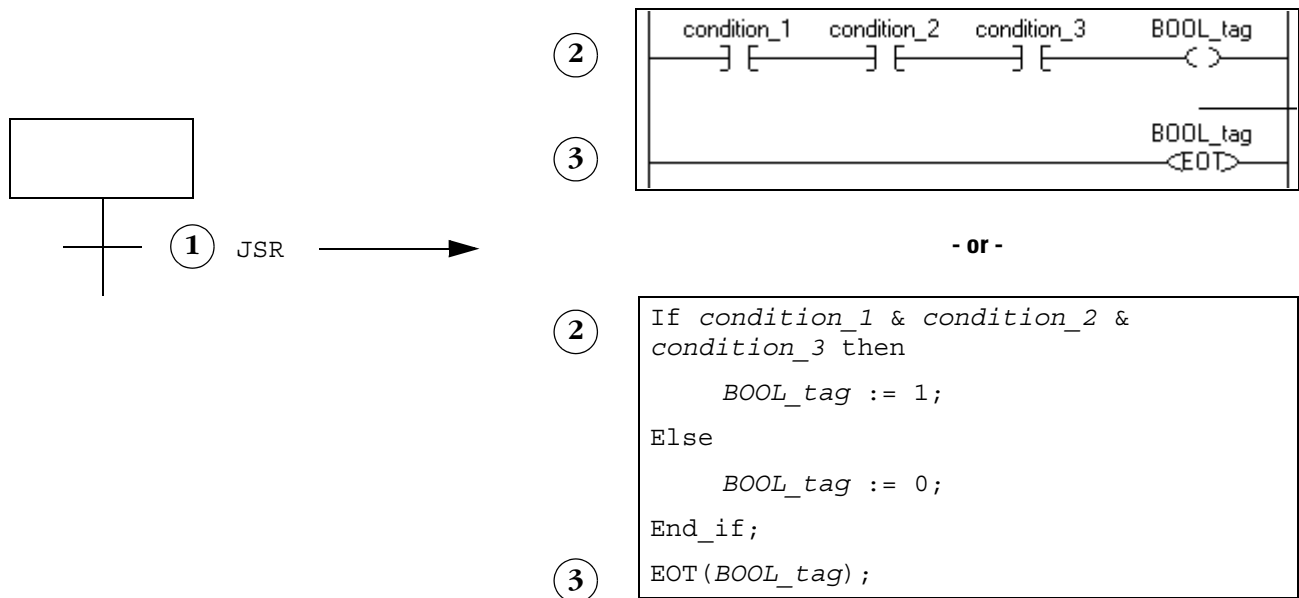 2
condition_1 condition_2 condition_3 BOOL_tag
3
BOOL_tag
EOT
1 JSR
- or -
2
If condition_1 & condition_2 &
condition_3 then
BOOL_tag := 1;
Else
BOOL_tag := 0;
End_if;
3
EOT(BOOL_tag);